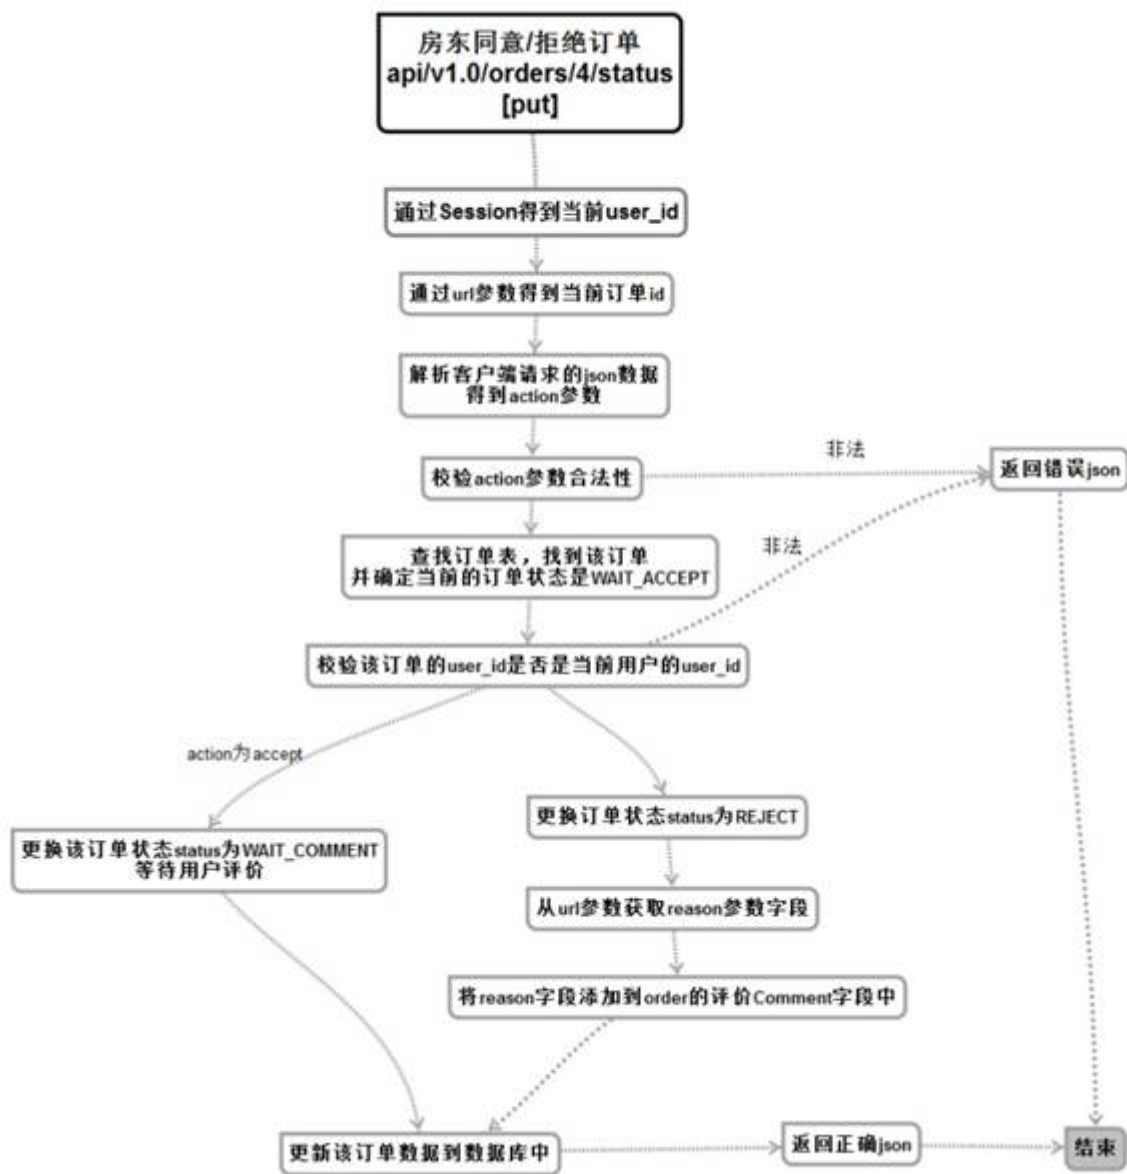 房东同意/拒绝订单
api/v1.0/orders/4/status
[put]
通过Session得到当前user_id
通过url参数得到当前订单id
解析客户端请求的json数据
得到action参数
校验action参数合法性
非法
返回错误json
查找订单表，找到该订单
并确定当前的订单状态是WAIT_ACCEPT
非法
校验该订单的user_id是否是当前用户的user_id
action为accept
更换订单状态status为REJECT
更换该订单状态status为WAIT_COMMENT
等待用户评价
从url参数获取reason参数字段
将reason字段添加到order的评价Comment字段中
更新该订单数据到数据库中
返回正确json
结束